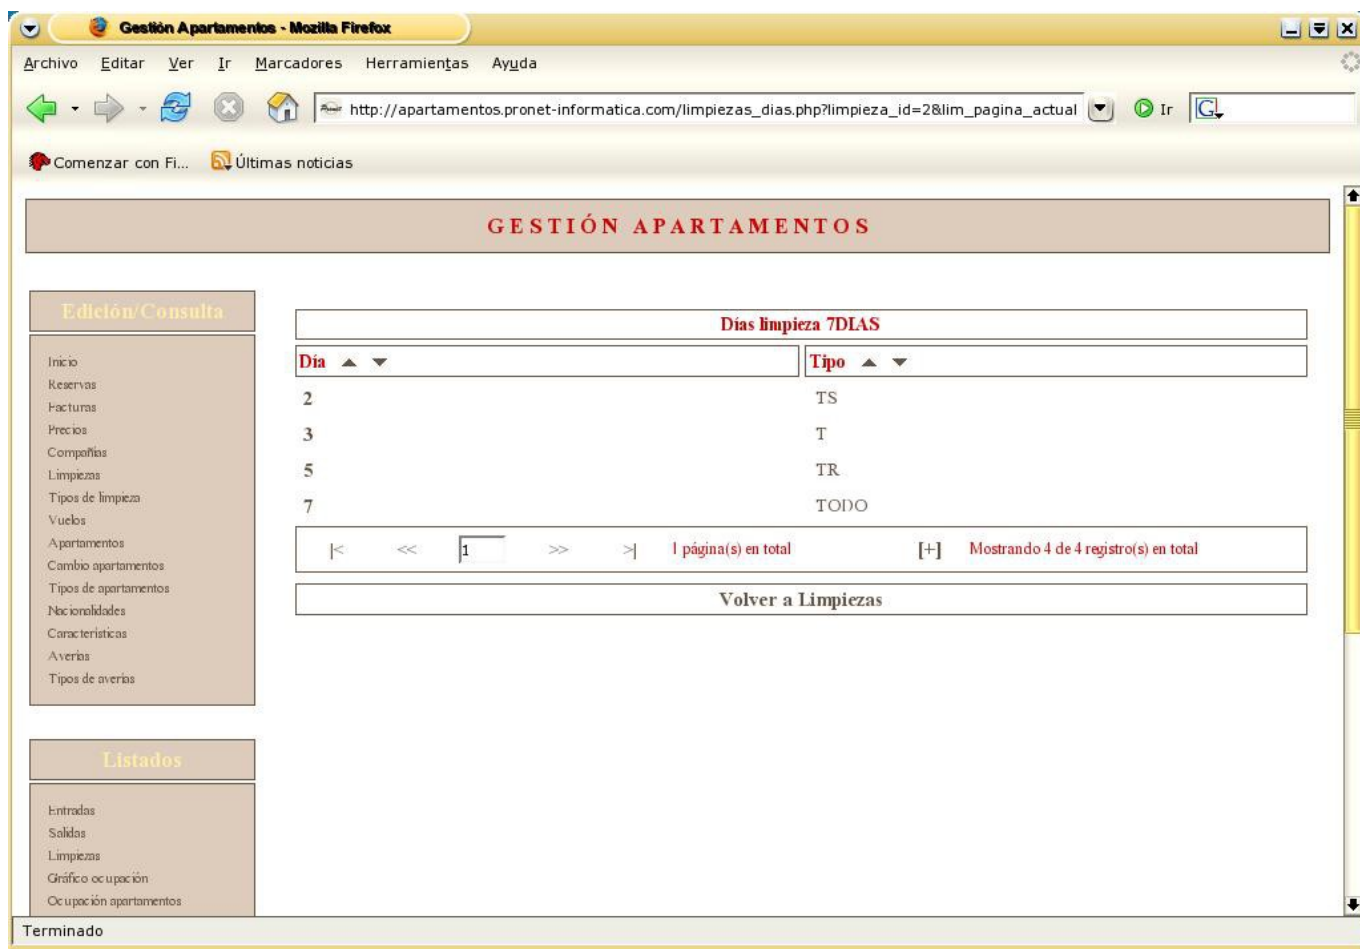 Gestión Apartamentos - Mozilla Firefox
Archivo Editar Ver Ir Marcadores Herramientas Ayuda
http://apartamentos.pronet-informatica.com/limpiezas_dias.php?limpieza_id=2&lim_pagina_actual Ir G
Comenzar con Fi... Últimas noticias
GESTIÓN APARTAMENTOS
Edición/Consulta
Inicio
Reservas
Facturas
Precios
Compañias
Limpiezas
Tipos de limpieza
Vuelos
Apartamentos
Cambio apartamentos
Tipos de apartamentos
Nacionalidades
Características
Averias
Tipos de averias
Listados
Entradas
Salidas
Limpiezas
Gráfico ocupación
Ocupación apartamentos
Días limpieza 7DIAS
Día ▲ ▼ Tipo ▲ ▼
2 TS
3 T
5 TR
7 TODO
|< << 1 >> >| 1 página(s) en total [+] Mostrando 4 de 4 registro(s) en total
Volver a Limpiezas
Terminado